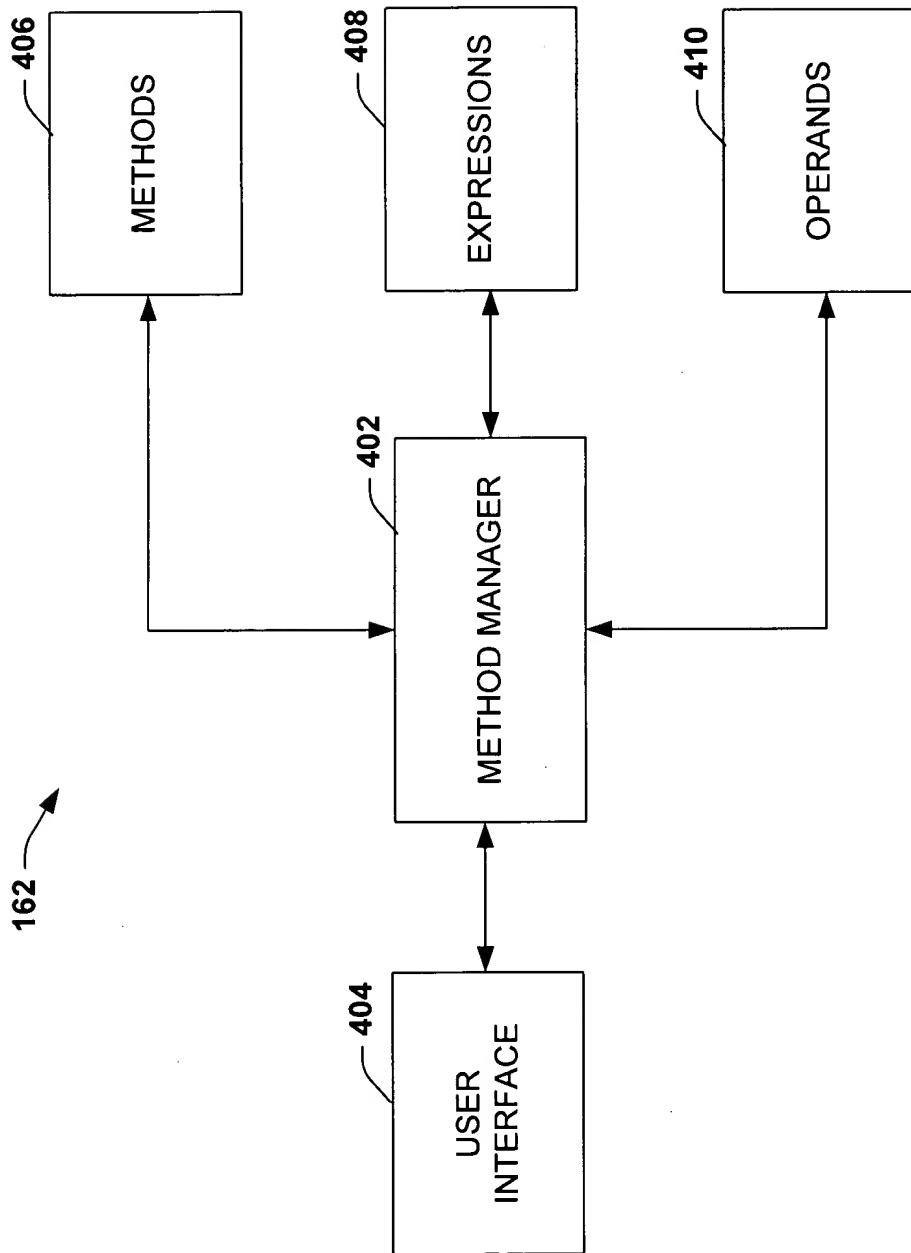 162
404
USER
INTERFACE
402
METHOD MANAGER
406
METHODS
408
EXPRESSIONS
410
OPERANDS